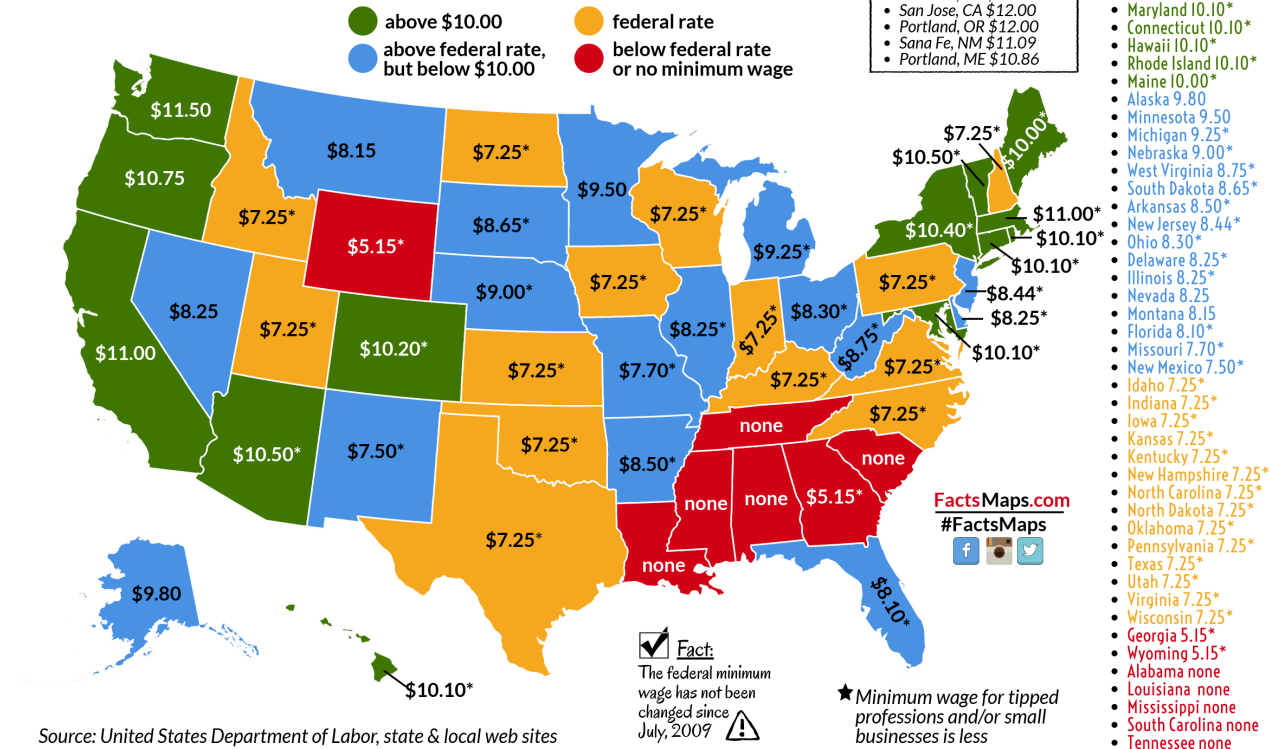 above $10.00
federal rate
above federal rate,
but below $10.00
below federal rate
or no minimum wage
• San Jose, CA $12.00
• Portland, OR $12.00
• Sana Fe, NM $11.09
• Portland, ME $10.86
$11.50
$10.75
$7.25*
$8.15
$5.15*
$7.25*
$8.65*
$9.00*
$9.50
$7.25*
$7.25*
$9.25*
$7.25*
$10.50*
$10.00*
$10.40*
$11.00*
$10.10*
$10.10*
$7.25*
$8.44*
$8.25*
$10.10*
$11.00
$8.25
$7.25*
$10.20*
$7.25*
$7.70*
$8.25*
$7.25*
$8.30*
$8.75*
$7.25*
$7.25*
$7.25*
$10.50*
$7.50*
$7.25*
$8.50*
none
none
none
none
$5.15*
$7.25*
none
$8.10*
$9.80
$10.10*
FactsMaps.com
#FactsMaps
Fact:
The federal minimum
wage has not been
changed since
July, 2009
★ Minimum wage for tipped
professions and/or small
businesses is less
Source: United States Department of Labor, state & local web sites
• Maryland 10.10*
• Connecticut 10.10*
• Hawaii 10.10*
• Rhode Island 10.10*
• Maine 10.00*
• Alaska 9.80
• Minnesota 9.50
• Michigan 9.25*
• Nebraska 9.00*
• West Virginia 8.75*
• South Dakota 8.65*
• Arkansas 8.50*
• New Jersey 8.44*
• Ohio 8.30*
• Delaware 8.25*
• Illinois 8.25*
• Nevada 8.25
• Montana 8.15
• Florida 8.10*
• Missouri 7.70*
• New Mexico 7.50*
• Idaho 7.25*
• Indiana 7.25*
• Iowa 7.25*
• Kansas 7.25*
• Kentucky 7.25*
• New Hampshire 7.25*
• North Carolina 7.25*
• North Dakota 7.25*
• Oklahoma 7.25*
• Pennsylvania 7.25*
• Texas 7.25*
• Utah 7.25*
• Virginia 7.25*
• Wisconsin 7.25*
• Georgia 5.15*
• Wyoming 5.15*
• Alabama none
• Louisiana none
• Mississippi none
• South Carolina none
• Tennessee none